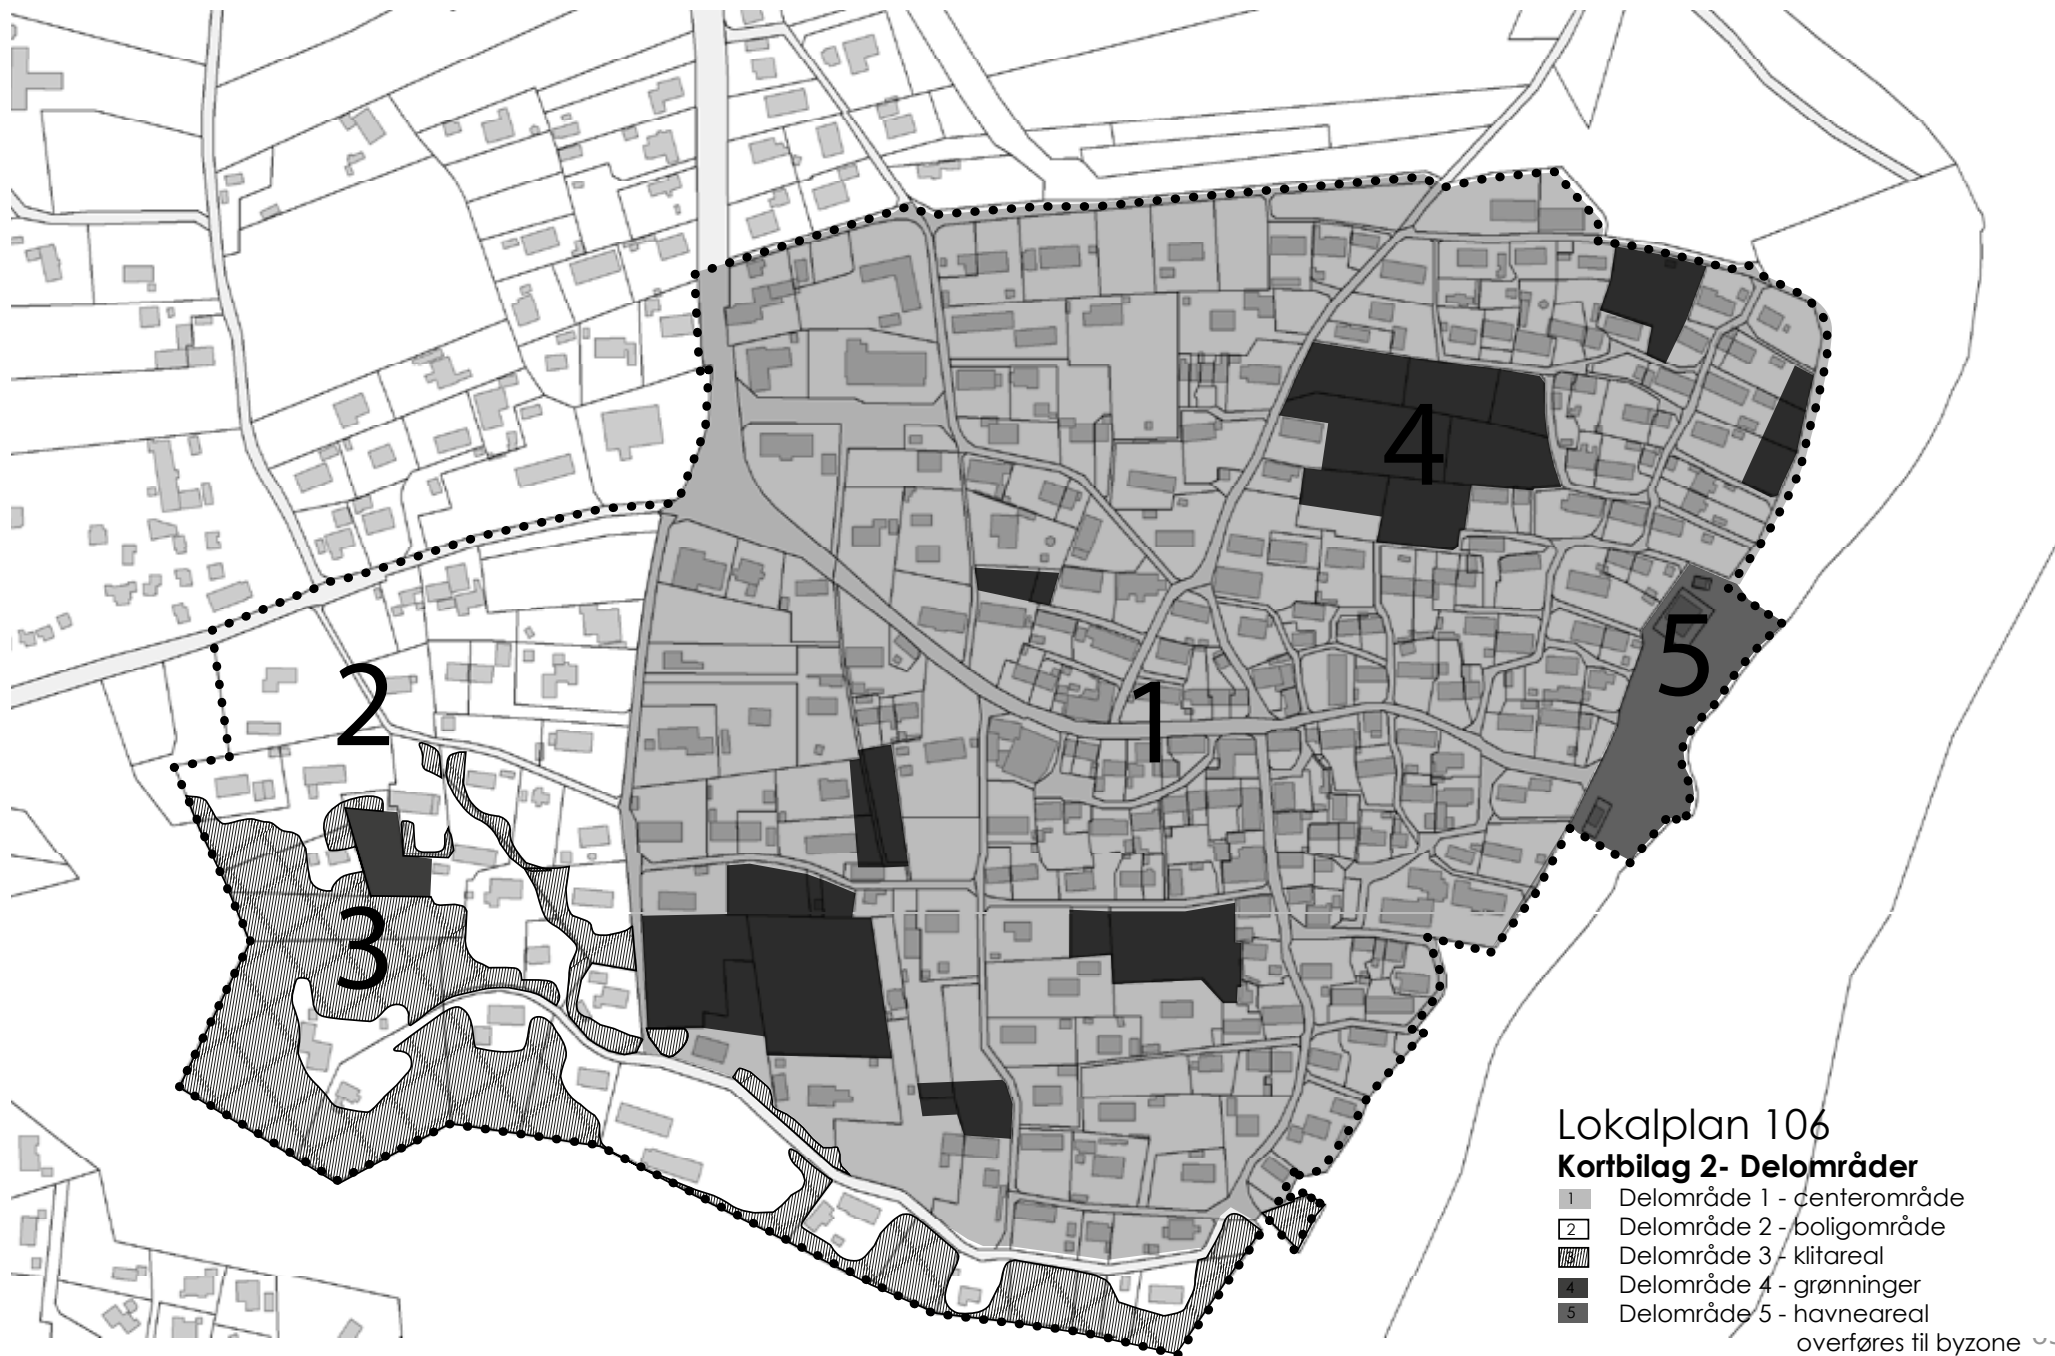 4
5
2
1
3
Lokalplan 106
Kortbilag 2- Delområder
1 Delområde 1 - centerområde
2 Delområde 2 - boligområde
3 Delområde 3 - klitareal
4 Delområde 4 - grønninger
5 Delområde 5 - havneareal
overføres til byzone